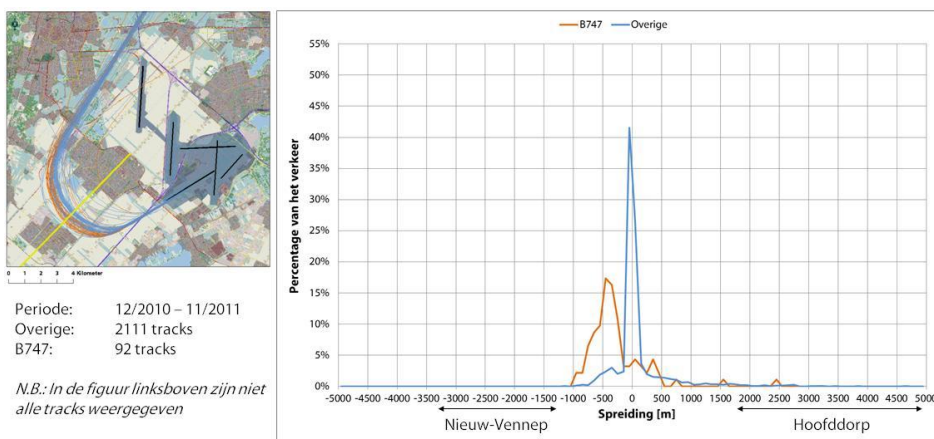 0 1 2 3 4 Kilometer
Periode: 12/2010 – 11/2011
Overige: 2111 tracks
B747: 92 tracks
N.B.: In de figuur linksboven zijn niet
alle tracks weergegeven
B747 Overige
Percentage van het verkeer
55%
50%
45%
40%
35%
30%
25%
20%
15%
10%
5%
0%
-5000 -4500 -4000 -3500 -3000 -2500 -2000 -1500 -1000 -500 0 500 1000 1500 2000 2500 3000 3500 4000 4500 5000
Spreiding [m]
Nieuw-Vennep Hoofddorp